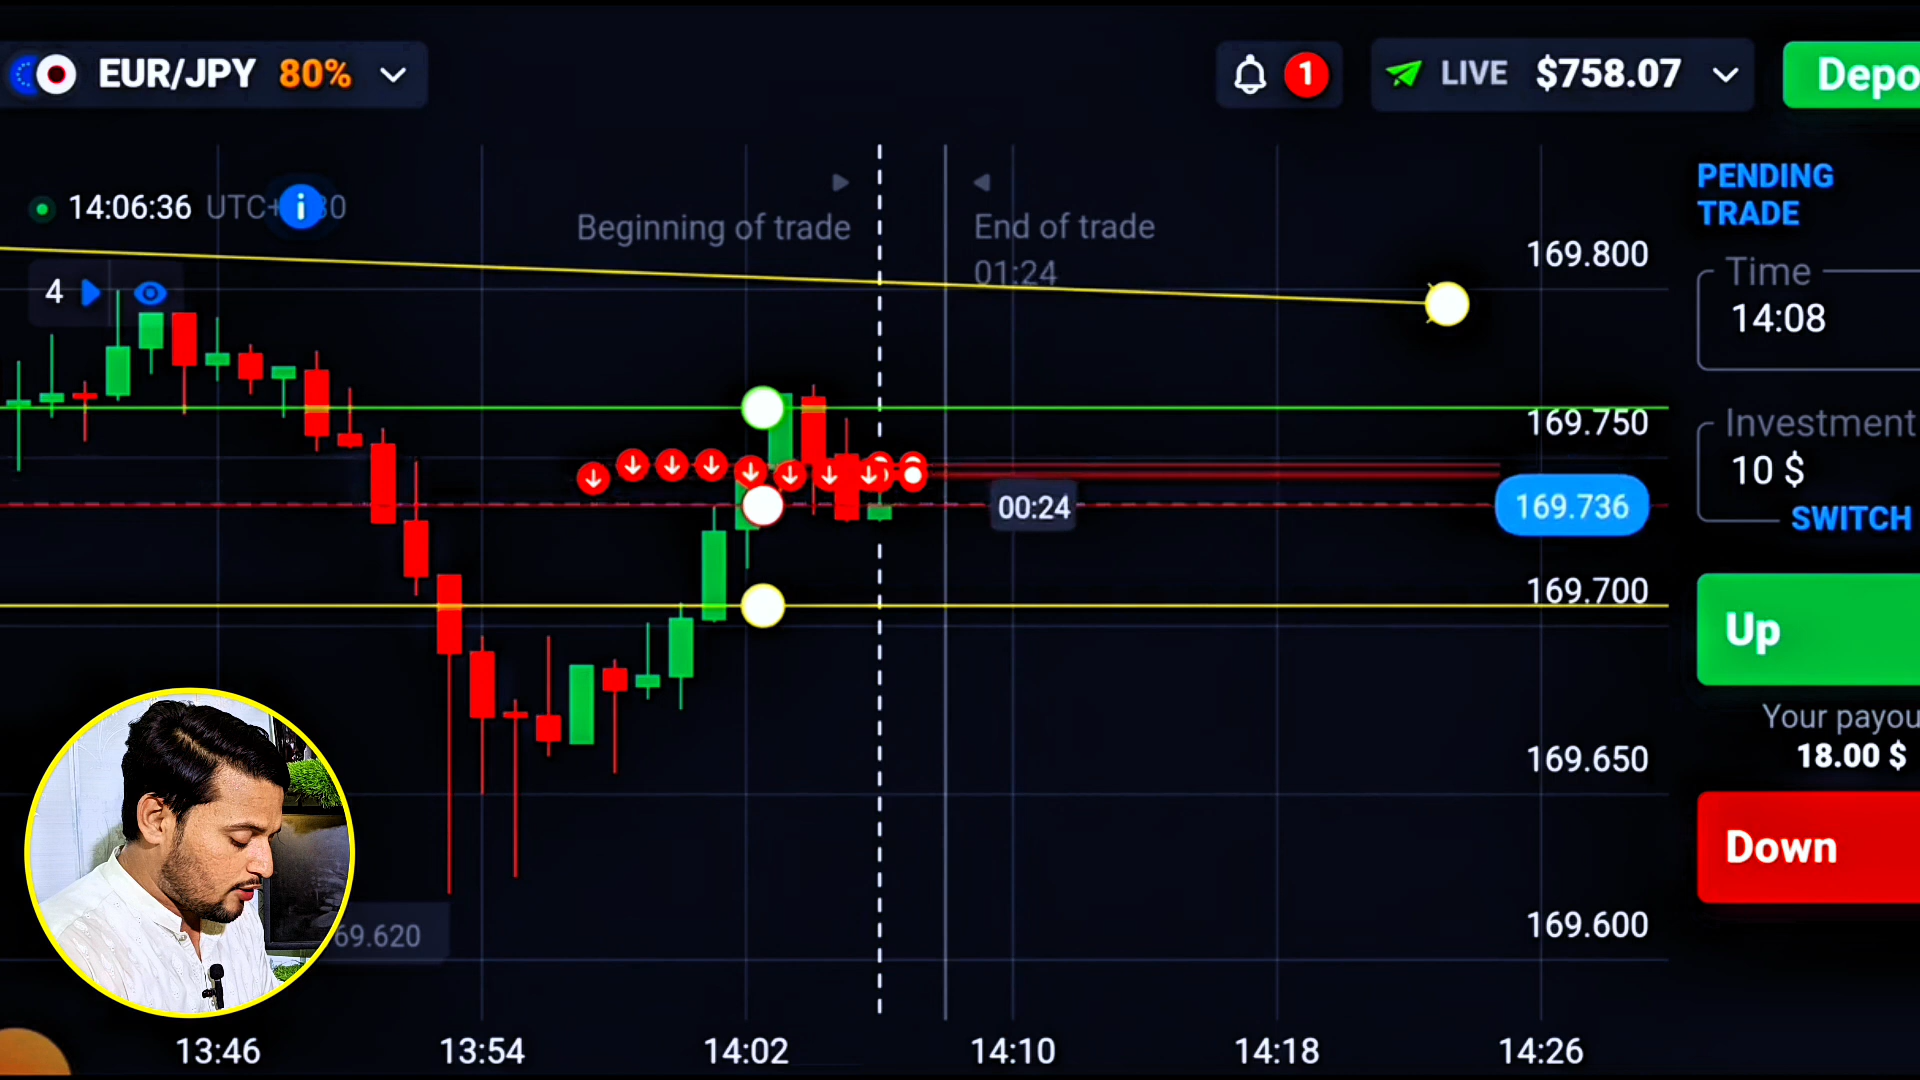 EUR/JPY 80%
1
LIVE $758.07
Depo
14:06:36 UTC+ 30
Beginning of trade
End of trade
01:24
4
169.800
169.750
169.736
169.700
169.650
169.600
00:24
69.620
13:46
13:54
14:02
14:10
14:18
14:26
PENDING
TRADE
Time
14:08
Investment
10 $
SWITCH
Up
Your payou
18.00 $
Down